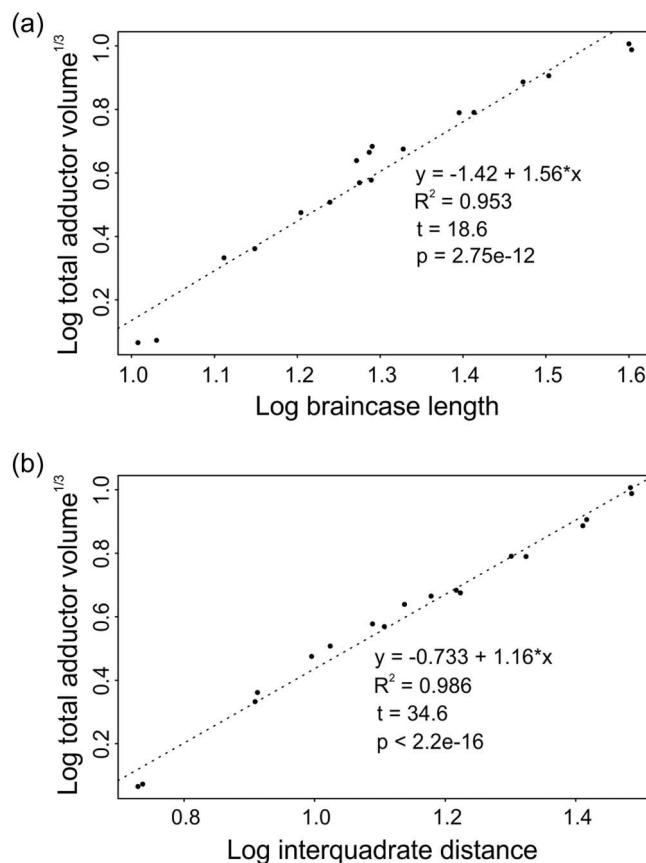 (a)
Log total adductor volume1/3
1.0
0.8
0.6
0.4
0.2
y = -1.42 + 1.56*x
R2 = 0.953
t = 18.6
p = 2.75e-12
1.0 1.1 1.2 1.3 1.4 1.5 1.6
Log braincase length
(b)
Log total adductor volume1/3
1.0
0.8
0.6
0.4
0.2
y = -0.733 + 1.16*x
R2 = 0.986
t = 34.6
p < 2.2e-16
0.8 1.0 1.2 1.4
Log interquadrate distance